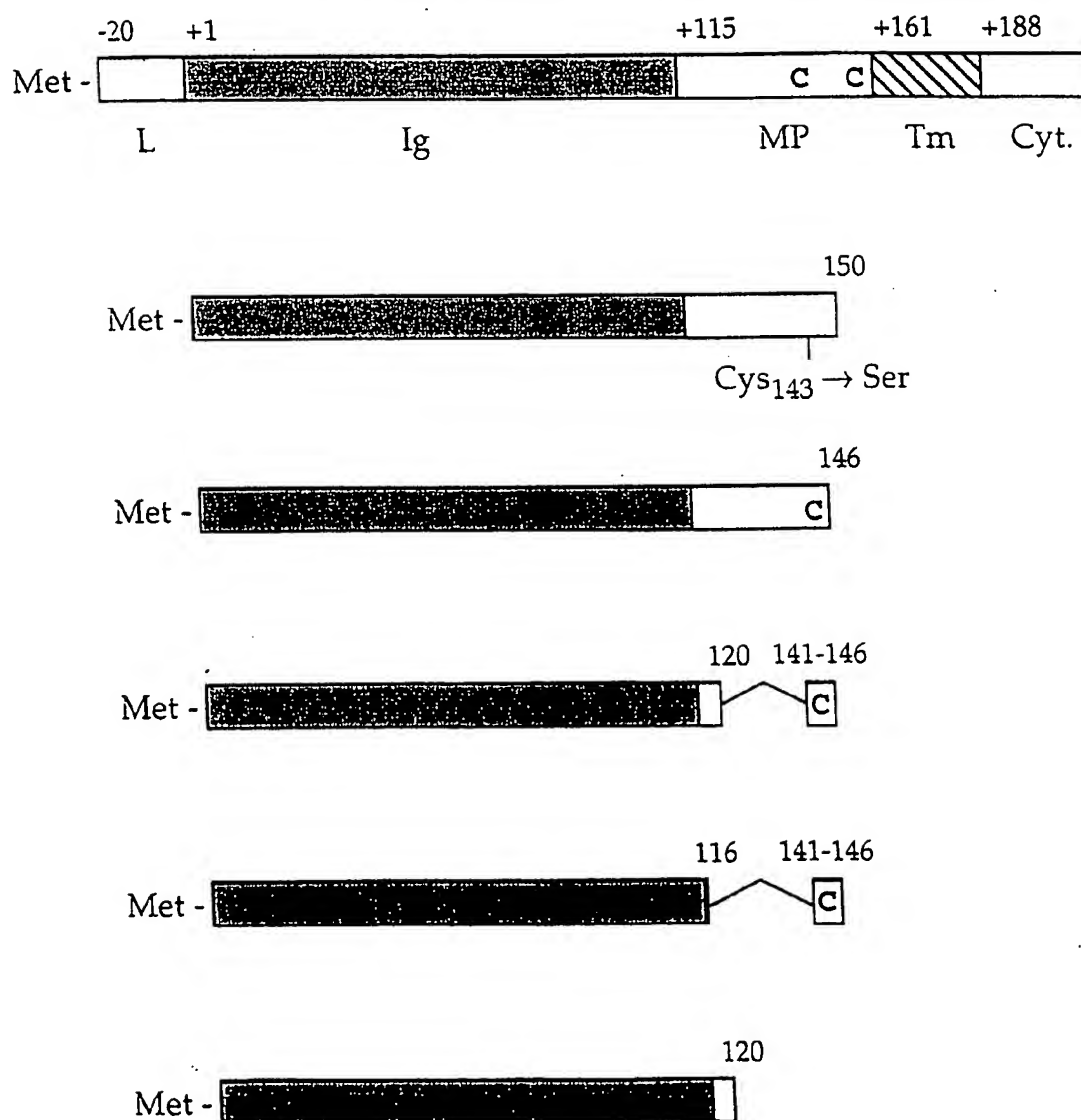 -20 +1 +115 +161 +188
Met - C C
L Ig MP Tm Cyt.
150
Met -
Cys143 → Ser
146
Met - C
120 141-146
Met - C
116 141-146
Met - C
120
Met -